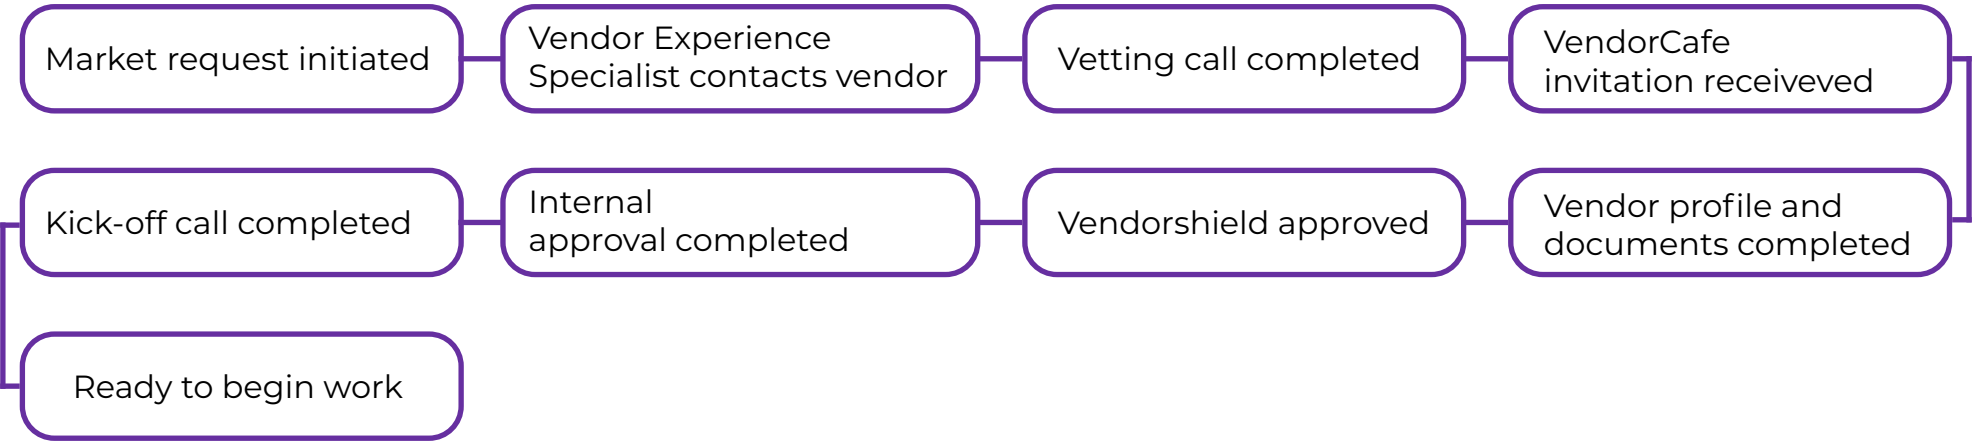 Market request initiated
Vendor Experience
Specialist contacts vendor
Vetting call completed
VendorCafe
invitation receiveved
Kick-off call completed
Internal
approval completed
Vendorshield approved
Vendor profile and
documents completed
Ready to begin work